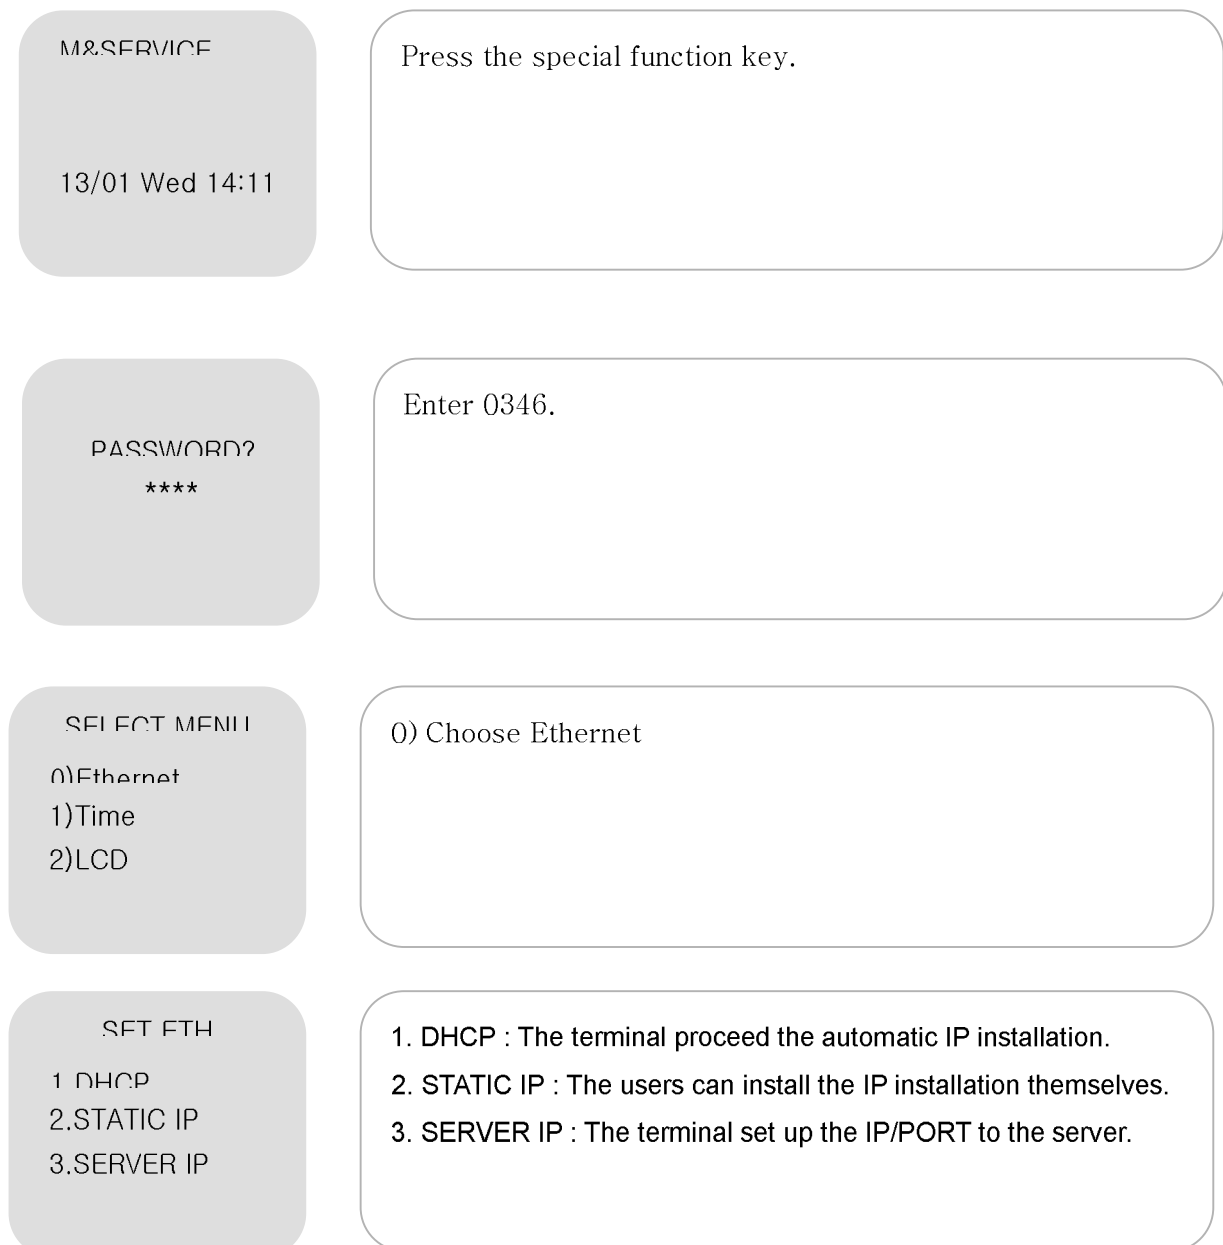 M&SERVICE
13/01 Wed 14:11
Press the special function key.
PASSWORD?
****
Enter 0346.
SELECT MENU
0)Ethernet
1)Time
2)LCD
0) Choose Ethernet
SET ETH
1.DHCP
2.STATIC IP
3.SERVER IP
1. DHCP : The terminal proceed the automatic IP installation.
2. STATIC IP : The users can install the IP installation themselves.
3. SERVER IP : The terminal set up the IP/PORT to the server.